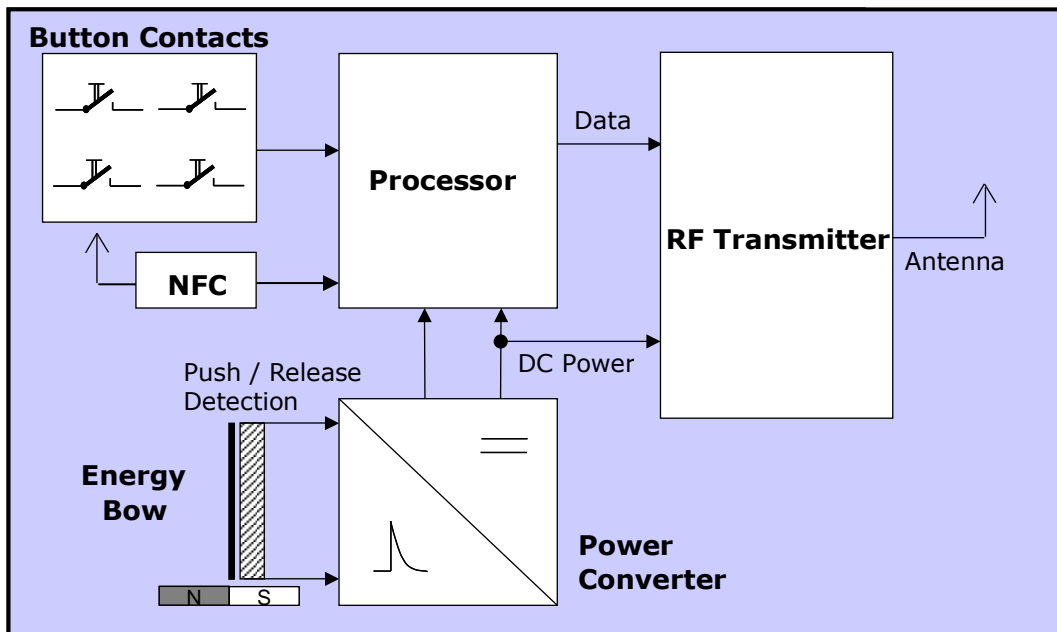 Button Contacts
Processor
Data
RF Transmitter
Antenna
NFC
DC Power
Push / Release
Detection
Energy
Bow
N
S
Power
Converter